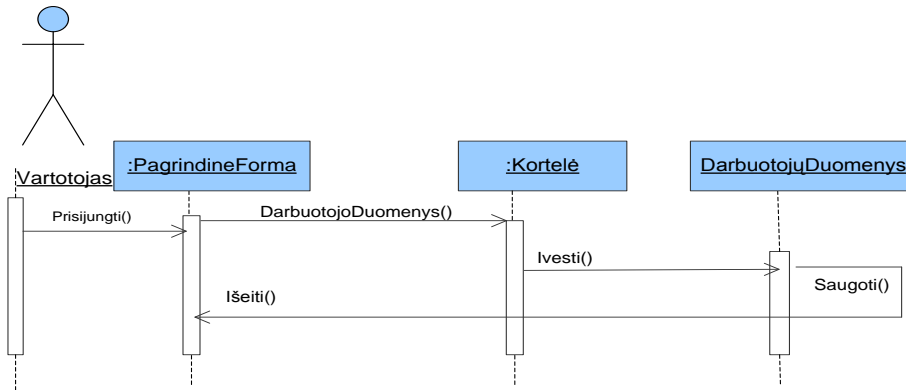 Vartotojas
:PagrindineForma
:Kortelė
DarbuotojųDuomenys
Prisijungti()
DarbuotojoDuomenys()
Ivesti()
Saugoti()
Išeiti()